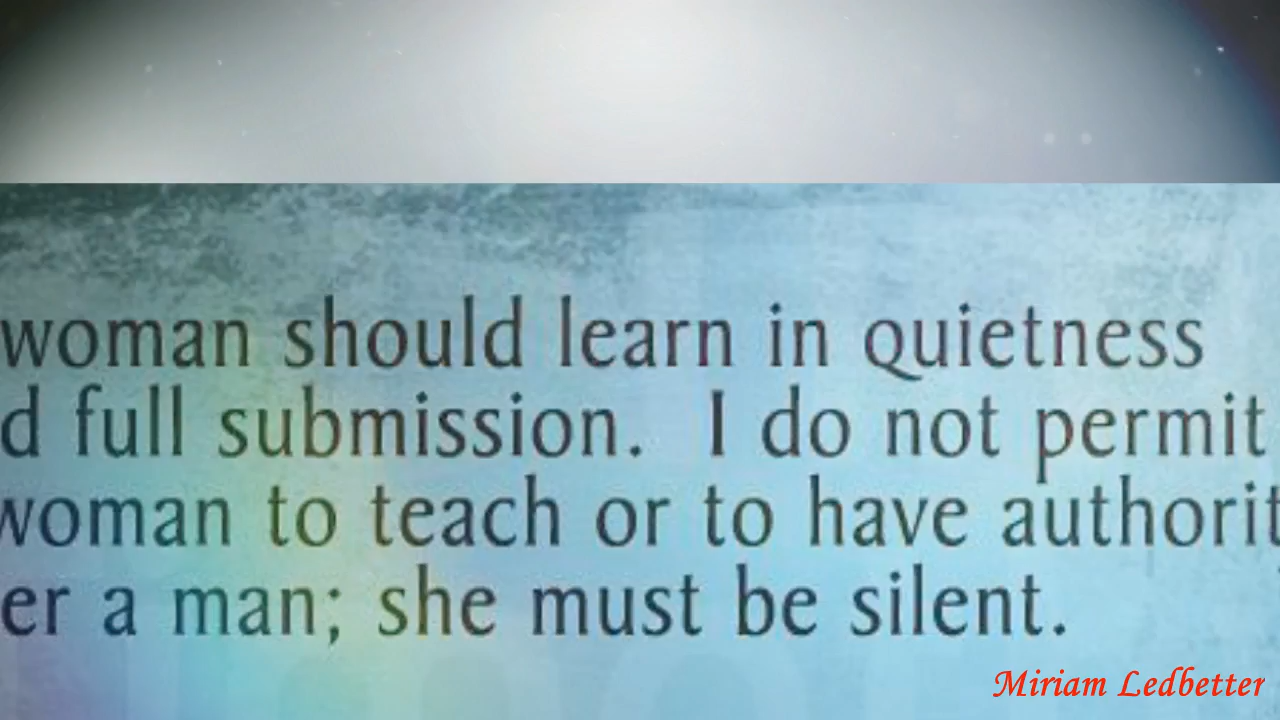 woman should learn in quietness
d full submission. I do not permit
woman to teach or to have authorit
er a man; she must be silent.
Miriam Ledbetter